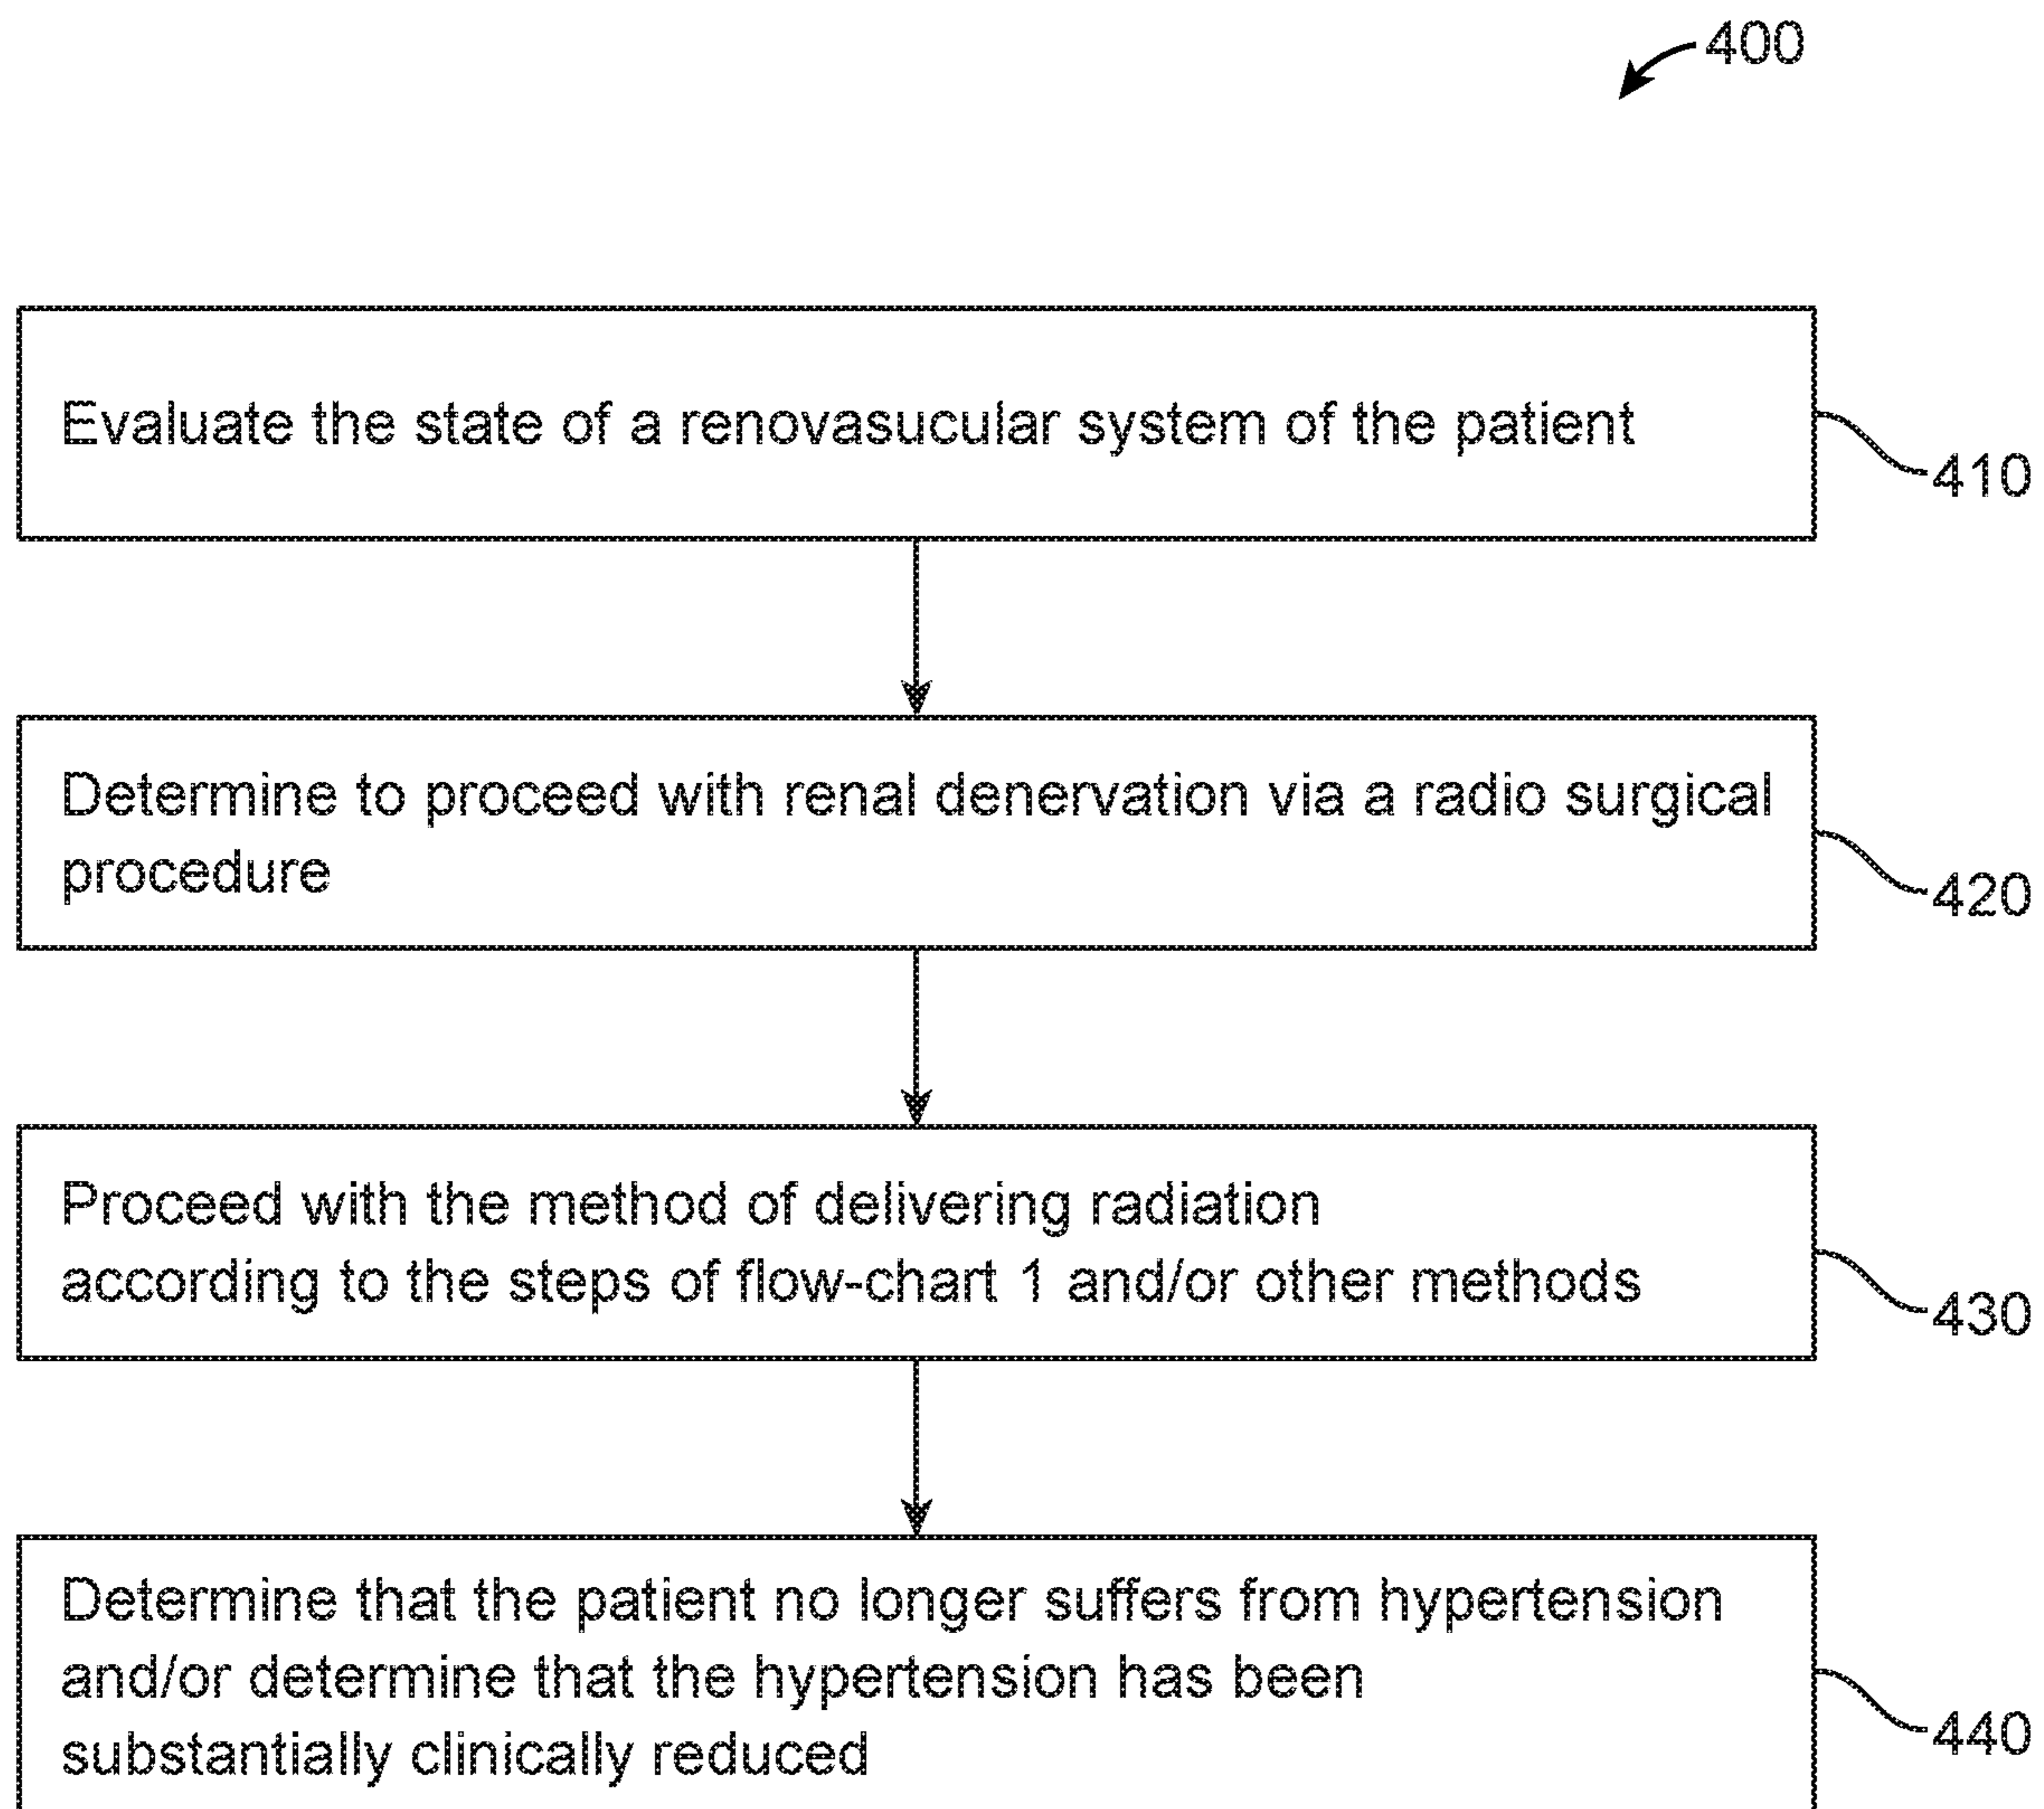 400
Evaluate the state of a renovasucular system of the patient
410
Determine to proceed with renal denervation via a radio surgical
procedure
420
Proceed with the method of delivering radiation
according to the steps of flow-chart 1 and/or other methods
430
Determine that the patient no longer suffers from hypertension
and/or determine that the hypertension has been
substantially clinically reduced
440